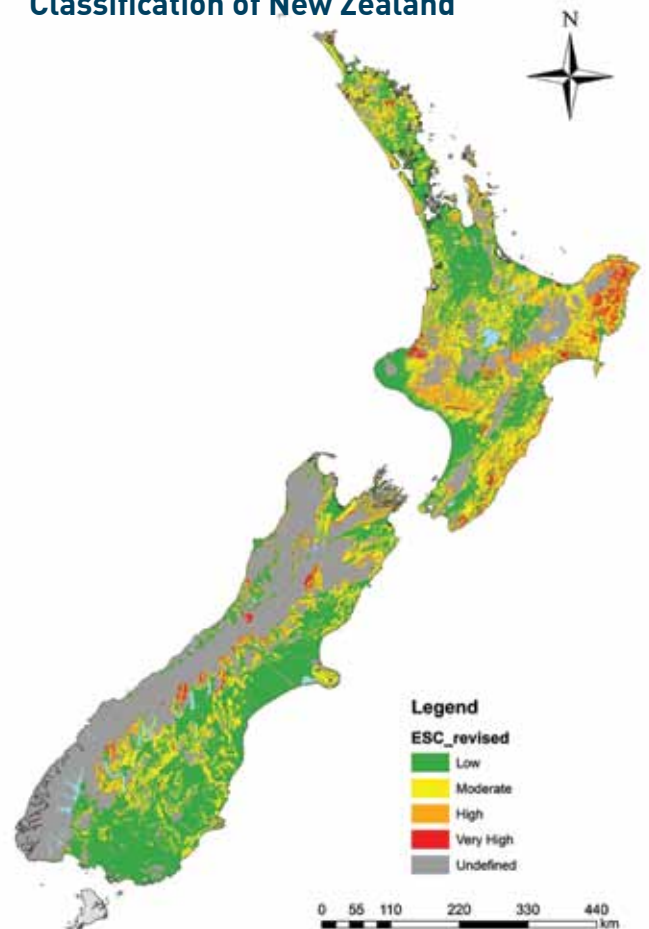 Classification of New Zealand
N
Legend
ESC_revised
Low
Moderate
High
Very High
Undefined
0 55 110 220 330 440
km